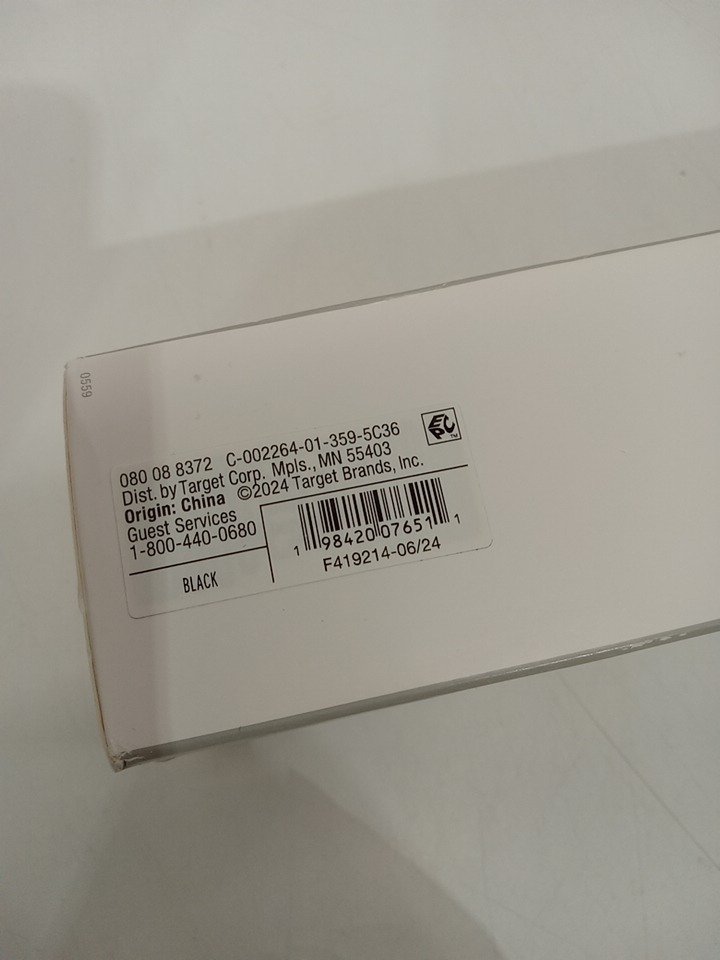 0559
080 08 8372 C-002264-01-359-5C36
Dist. by Target Corp. Mpls., MN 55403
Origin: China ©2024 Target Brands, Inc.
Guest Services
1-800-440-0680
BLACK
EPC™
1 98420 07651 1
F419214-06/24